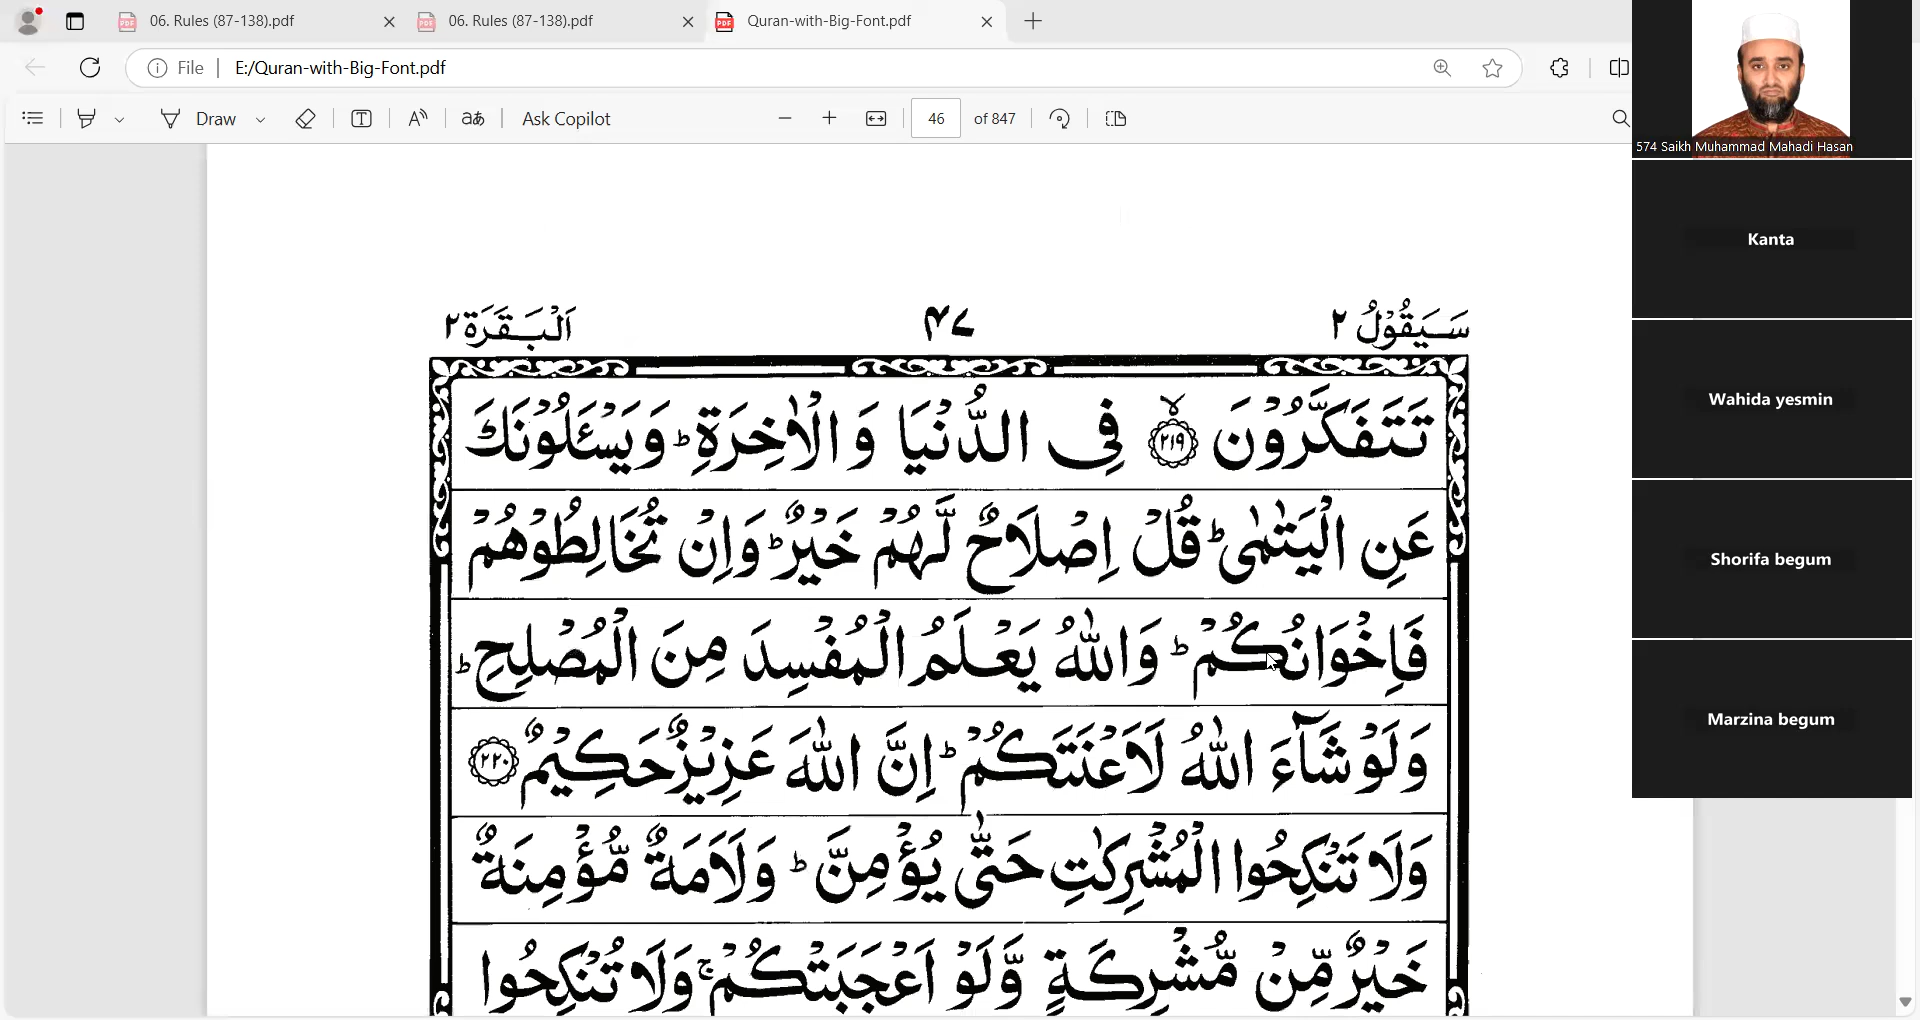 06. Rules (87-138).pdf
06. Rules (87-138).pdf
Quran-with-Big-Font.pdf
File
E:/Quran-with-Big-Font.pdf
Draw
Ask Copilot
46
of 847
574 Saikh Muhammad Mahadi Hasan
Kanta
Wahida yesmin
Shorifa begum
Marzina begum
سَيَقُوْلُ ٢
۴۷
اَلْبَقَرَة ٢
تَتَفَكَّرُوْنَ ﴿٢١٩﴾ۙ فِى الدُّنْيَا وَ الْاٰخِرَةِ ؕ وَيَسْـَٔلُوْنَكَ
عَنِ الْيَتٰمٰى ؕ قُلْ اِصْلَاحٌ لَّهُمْ خَيْرٌ ؕ وَاِنْ تُخَالِطُوْهُمْ
فَاِخْوَانُكُمْ ؕ وَاللّٰهُ يَعْلَمُ الْمُفْسِدَ مِنَ الْمُصْلِحِ ؕ
وَلَوْ شَآءَ اللّٰهُ لَاَعْنَتَكُمْ ؕ اِنَّ اللّٰهَ عَزِيْزٌ حَكِيْمٌ ﴿٢٢٠﴾
وَلَا تَنْكِحُوا الْمُشْرِكٰتِ حَتّٰى يُؤْمِنَّ ؕ وَلَاَمَةٌ مُّؤْمِنَةٌ
خَيْرٌ مِّنْ مُّشْرِكَةٍ وَّلَوْ اَعْجَبَتْكُمْ ۚ وَلَا تُنْكِحُوا